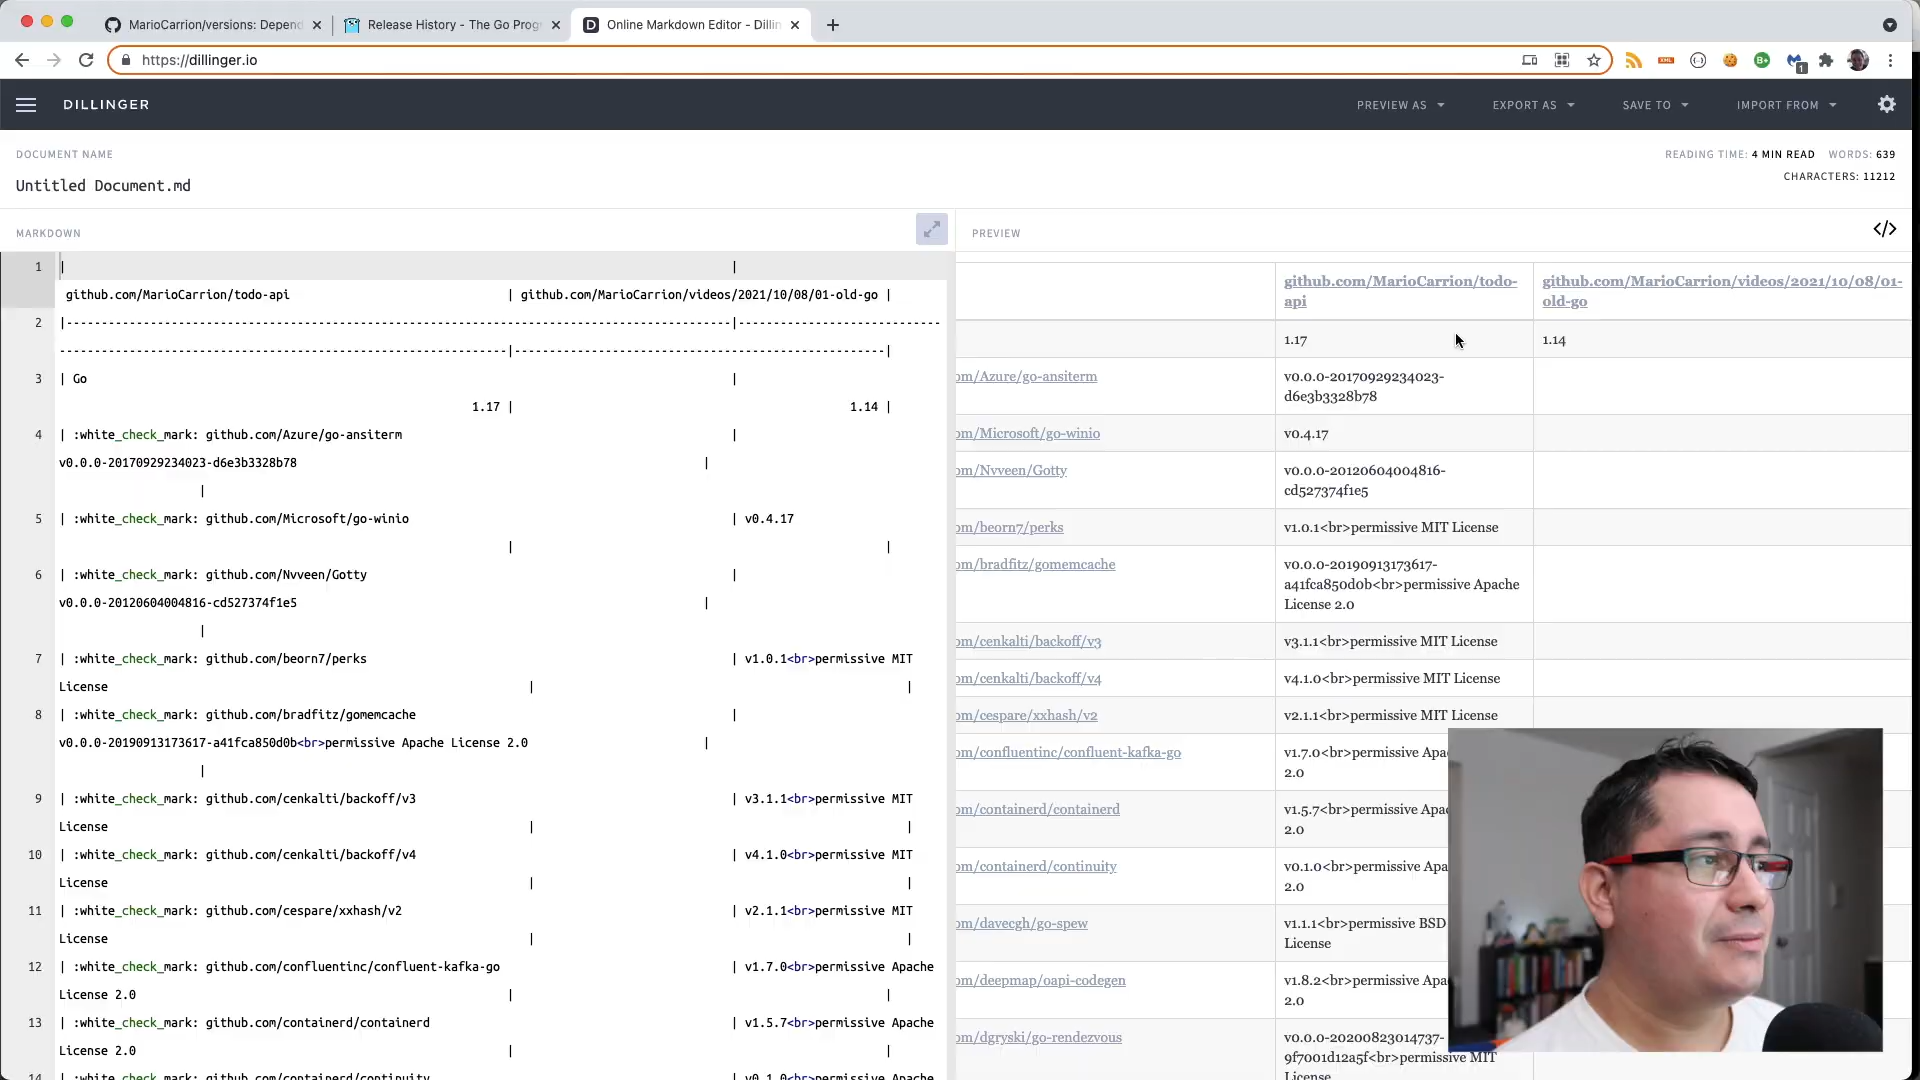 MarioCarrion/versions: Depend
Release History - The Go Prog
Online Markdown Editor - Dillin
https://dillinger.io
1
DILLINGER
PREVIEW AS
EXPORT AS
SAVE TO
IMPORT FROM
DOCUMENT NAME
READING TIME: 4 MIN READ WORDS: 639
Untitled Document.md
CHARACTERS: 11212
MARKDOWN
1 | |
github.com/MarioCarrion/todo-api | github.com/MarioCarrion/videos/2021/10/08/01-old-go |
2 |-----------------------------------------------------------------------------------------------|-----------------------------
----------------------------------------------------------------|-----------------------------------------------------|
3 | Go |
1.17 | 1.14 |
4 | :white_check_mark: github.com/Azure/go-ansiterm |
v0.0.0-20170929234023-d6e3b3328b78 |
|
5 | :white_check_mark: github.com/Microsoft/go-winio | v0.4.17
| |
6 | :white_check_mark: github.com/Nvveen/Gotty |
v0.0.0-20120604004816-cd527374f1e5 |
|
7 | :white_check_mark: github.com/beorn7/perks | v1.0.1<br>permissive MIT
License | |
8 | :white_check_mark: github.com/bradfitz/gomemcache |
v0.0.0-20190913173617-a41fca850d0b<br>permissive Apache License 2.0 |
|
9 | :white_check_mark: github.com/cenkalti/backoff/v3 | v3.1.1<br>permissive MIT
License | |
10 | :white_check_mark: github.com/cenkalti/backoff/v4 | v4.1.0<br>permissive MIT
License | |
11 | :white_check_mark: github.com/cespare/xxhash/v2 | v2.1.1<br>permissive MIT
License | |
12 | :white_check_mark: github.com/confluentinc/confluent-kafka-go | v1.7.0<br>permissive Apache
License 2.0 | |
13 | :white_check_mark: github.com/containerd/containerd | v1.5.7<br>permissive Apache
License 2.0 | |
14 | :white_check_mark: github.com/containerd/continuity | v0.1.0<br>permissive Apache
PREVIEW
</>
github.com/MarioCarrion/todo-
api
github.com/MarioCarrion/videos/2021/10/08/01-
old-go
1.17 1.14
om/Azure/go-ansiterm v0.0.0-20170929234023-
d6e3b3328b78
om/Microsoft/go-winio v0.4.17
om/Nvveen/Gotty v0.0.0-20120604004816-
cd527374f1e5
om/beorn7/perks v1.0.1<br>permissive MIT License
om/bradfitz/gomemcache v0.0.0-20190913173617-
a41fca850d0b<br>permissive Apache
License 2.0
om/cenkalti/backoff/v3 v3.1.1<br>permissive MIT License
om/cenkalti/backoff/v4 v4.1.0<br>permissive MIT License
om/cespare/xxhash/v2 v2.1.1<br>permissive MIT License
om/confluentinc/confluent-kafka-go v1.7.0<br>permissive Apa
2.0
om/containerd/containerd v1.5.7<br>permissive Apa
2.0
om/containerd/continuity v0.1.0<br>permissive Apa
2.0
om/davecgh/go-spew v1.1.1<br>permissive BSD
License
om/deepmap/oapi-codegen v1.8.2<br>permissive Apa
2.0
om/dgryski/go-rendezvous v0.0.0-20200823014737-
9f7001d12a5f<br>permissive MIT
License